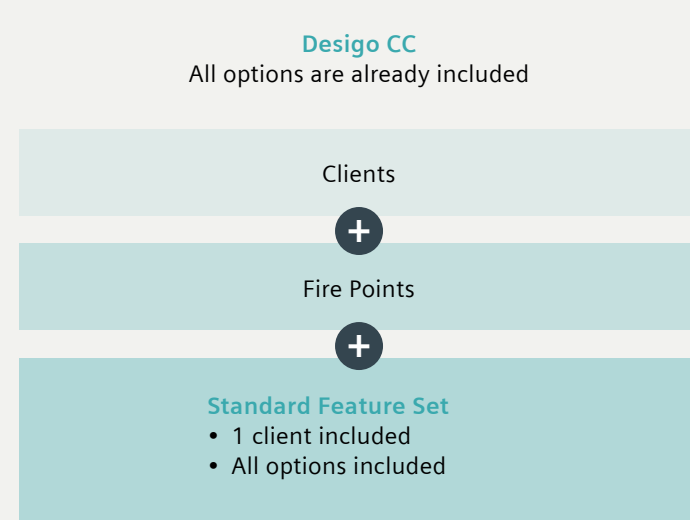 Desigo CC
All options are already included
Clients
+
Fire Points
+
Standard Feature Set
• 1 client included
• All options included